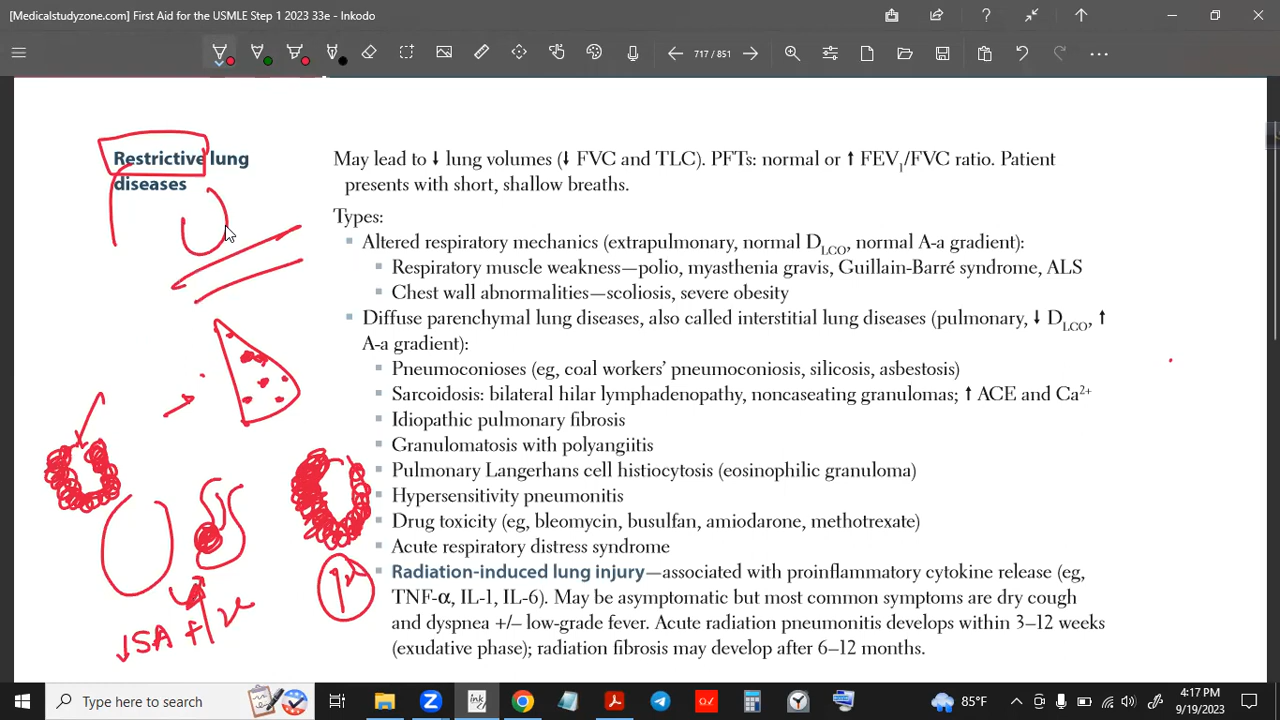 [Medicalstudyzone.com] First Aid for the USMLE Step 1 2023 33e - Inkodo
717 / 851
Restrictive lung
diseases
May lead to ↓ lung volumes (↓ FVC and TLC). PFTs: normal or ↑ FEV1/FVC ratio. Patient
presents with short, shallow breaths.
Types:
Altered respiratory mechanics (extrapulmonary, normal DLCO, normal A-a gradient):
Respiratory muscle weakness—polio, myasthenia gravis, Guillain-Barré syndrome, ALS
Chest wall abnormalities—scoliosis, severe obesity
Diffuse parenchymal lung diseases, also called interstitial lung diseases (pulmonary, ↓ DLCO, ↑
A-a gradient):
Pneumoconioses (eg, coal workers' pneumoconiosis, silicosis, asbestosis)
Sarcoidosis: bilateral hilar lymphadenopathy, noncaseating granulomas; ↑ ACE and Ca2+
Idiopathic pulmonary fibrosis
Granulomatosis with polyangiitis
Pulmonary Langerhans cell histiocytosis (eosinophilic granuloma)
Hypersensitivity pneumonitis
Drug toxicity (eg, bleomycin, busulfan, amiodarone, methotrexate)
Acute respiratory distress syndrome
Radiation-induced lung injury—associated with proinflammatory cytokine release (eg,
TNF-α, IL-1, IL-6). May be asymptomatic but most common symptoms are dry cough
and dyspnea +/– low-grade fever. Acute radiation pneumonitis develops within 3–12 weeks
(exudative phase); radiation fibrosis may develop after 6–12 months.
↓SA
Type here to search
85°F
4:17 PM
9/19/2023